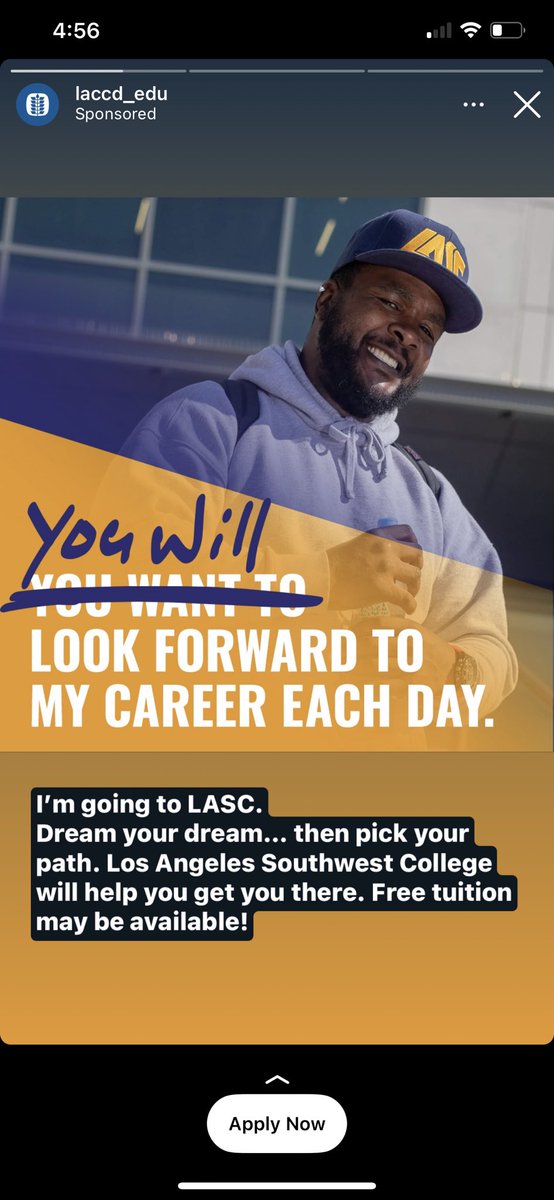 4:56
laccd_edu
Sponsored
LASC
You Will
YOU WANT TO
LOOK FORWARD TO
MY CAREER EACH DAY.
I'm going to LASC.
Dream your dream... then pick your
path. Los Angeles Southwest College
will help you get you there. Free tuition
may be available!
Apply Now